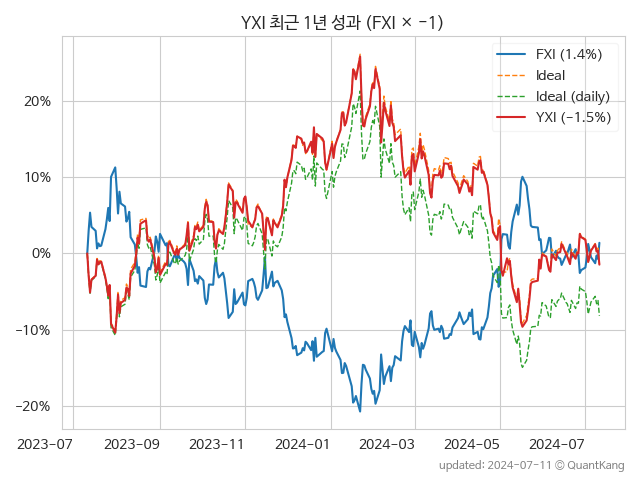 YXI 최근 1년 성과 (FXI × -1)
FXI (1.4%)
Ideal
Ideal (daily)
YXI (−1.5%)
20%
10%
0%
−10%
−20%
2023-07
2023-09
2023-11
2024-01
2024-03
2024-05
2024-07
updated: 2024-07-11 © QuantKang